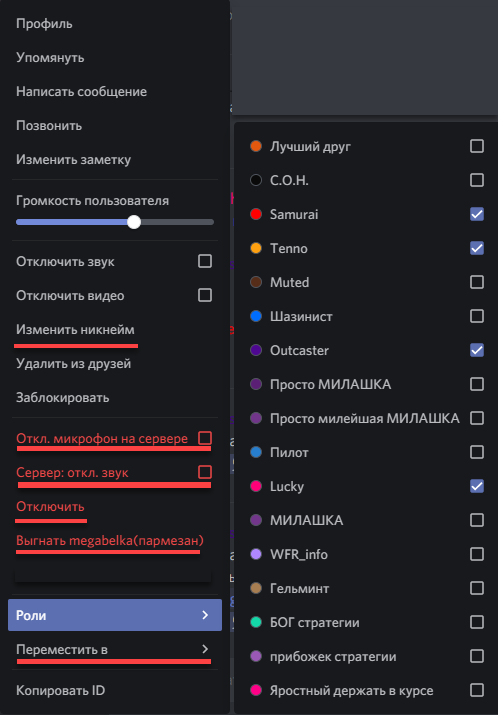 Профиль
Упомянуть
Написать сообщение
Позвонить
Изменить заметку
Громкость пользователя
Отключить звук
Отключить видео
Изменить никнейм
Удалить из друзей
Заблокировать
Откл. микрофон на сервере
Сервер: откл. звук
Отключить
Выгнать megabelka(пармезан)
Роли
Переместить в
Копировать ID
Лучший друг
С.О.Н.
Samurai
Tenno
Muted
Шазинист
Outcaster
Просто МИЛАШКА
Просто милейшая МИЛАШКА
Пилот
Lucky
МИЛАШКА
WFR_info
Гельминт
БОГ стратегии
прибожек стратегии
Яростный держать в курсе